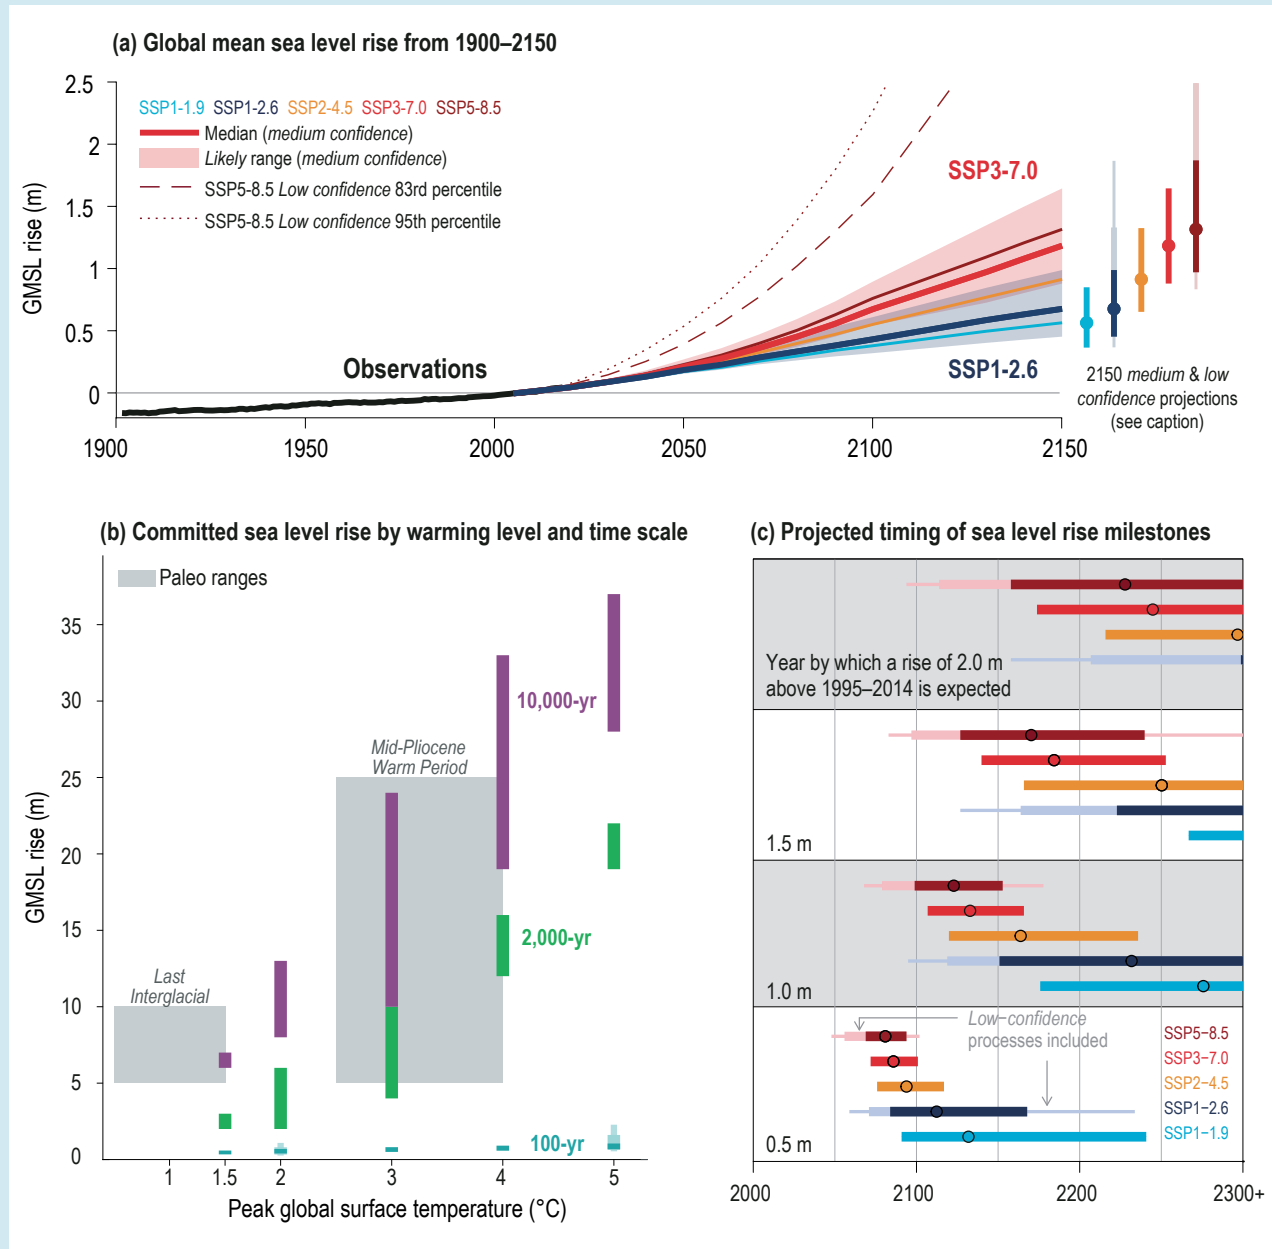 (a) Global mean sea level rise from 1900–2150
2.5
2
1.5
1
0.5
0
GMSL rise (m)
SSP1-1.9 SSP1-2.6 SSP2-4.5 SSP3-7.0 SSP5-8.5
Median (medium confidence)
Likely range (medium confidence)
SSP5-8.5 Low confidence 83rd percentile
SSP5-8.5 Low confidence 95th percentile
SSP3-7.0
Observations
SSP1-2.6
2150 medium & low
confidence projections
(see caption)
1900 1950 2000 2050 2100 2150
(b) Committed sea level rise by warming level and time scale
Paleo ranges
35
30
25
20
15
10
5
0
GMSL rise (m)
10,000-yr
Mid-Pliocene
Warm Period
2,000-yr
Last
Interglacial
100-yr
1 1.5 2 3 4 5
Peak global surface temperature (°C)
(c) Projected timing of sea level rise milestones
Year by which a rise of 2.0 m
above 1995–2014 is expected
1.5 m
1.0 m
Low−confidence
processes included
SSP5−8.5
SSP3−7.0
SSP2−4.5
SSP1−2.6
SSP1−1.9
0.5 m
2000 2100 2200 2300+